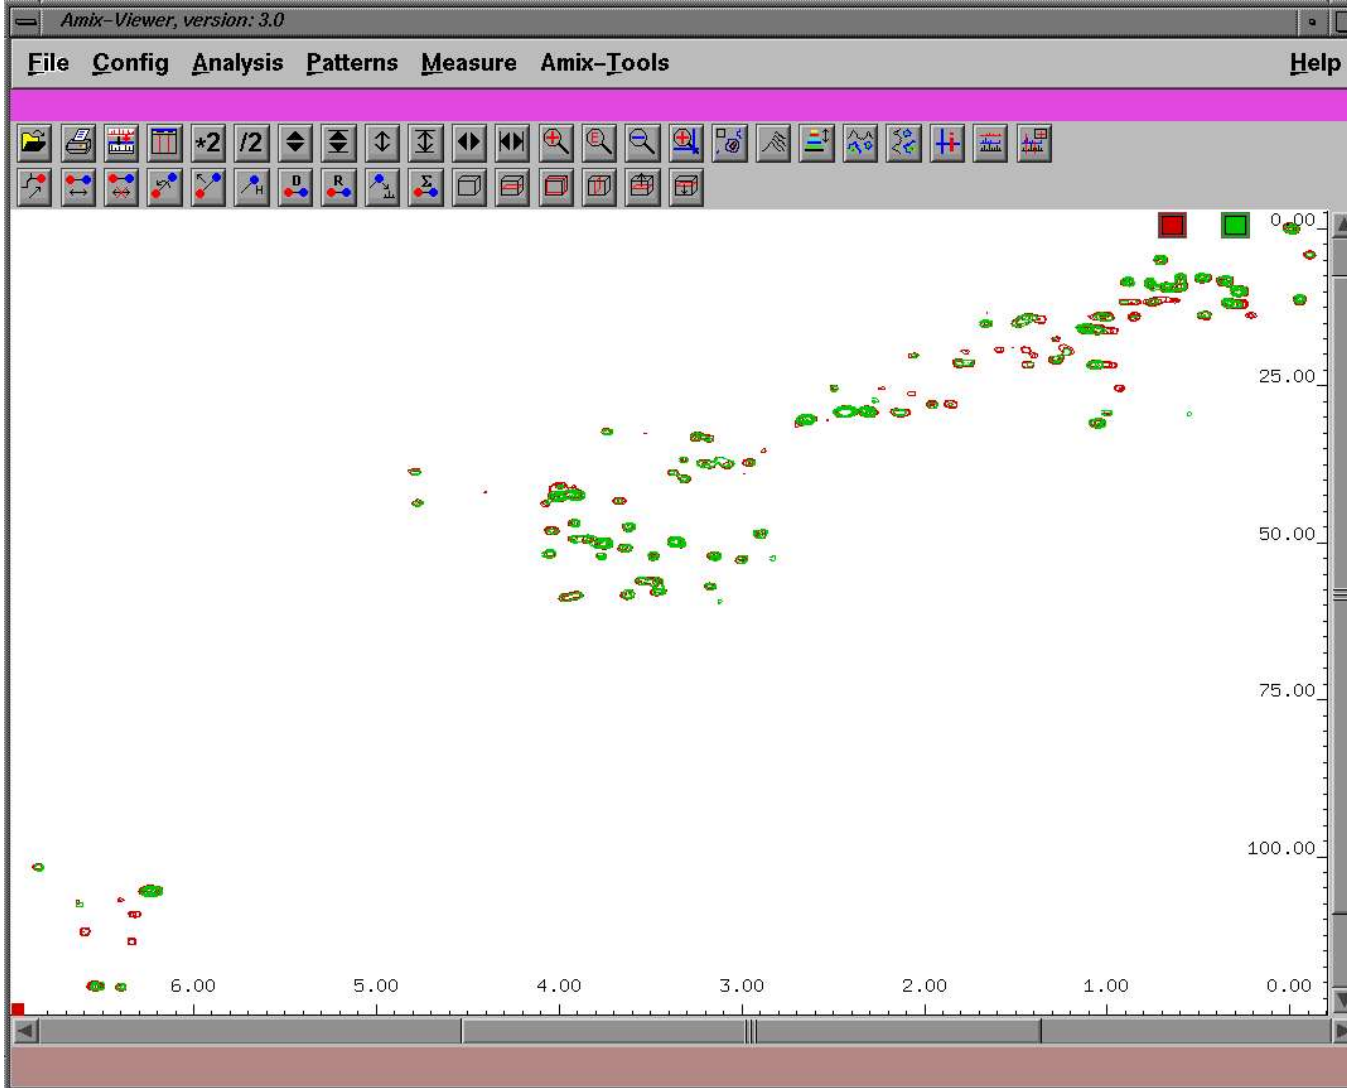 Amix-Viewer, version: 3.0
File Config Analysis Patterns Measure Amix-Tools Help
*2 /2 E
H D R Σ
0.00
25.00
50.00
75.00
100.00
6.00 5.00 4.00 3.00 2.00 1.00 0.00